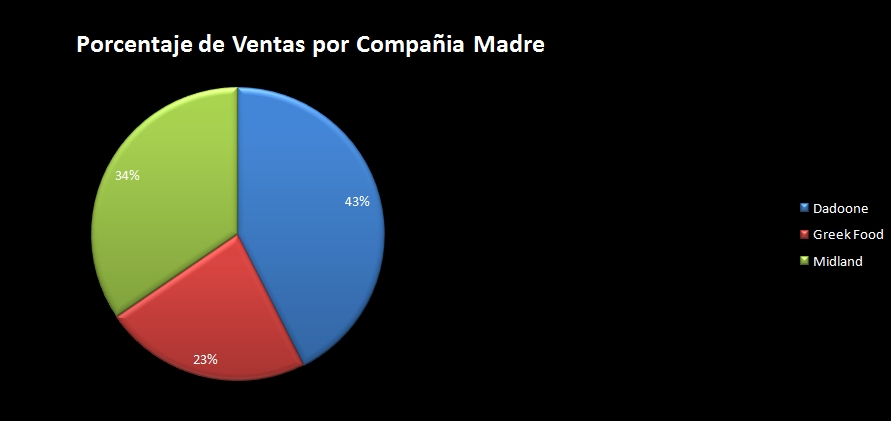 Porcentaje de Ventas por Compañia Madre
34%
43%
23%
Dadoone
Greek Food
Midland